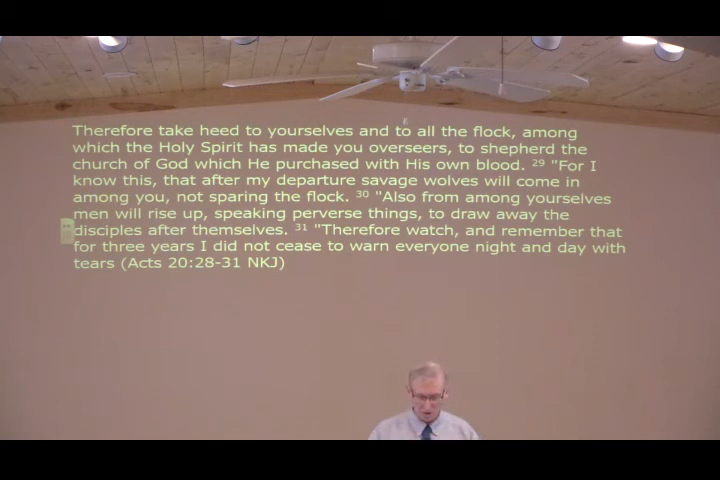 Therefore take heed to yourselves and to all the flock, among
which the Holy Spirit has made you overseers, to shepherd the
church of God which He purchased with His own blood. 29 "For I
know this, that after my departure savage wolves will come in
among you, not sparing the flock. 30 "Also from among yourselves
men will rise up, speaking perverse things, to draw away the
disciples after themselves. 31 "Therefore watch, and remember that
for three years I did not cease to warn everyone night and day with
tears (Acts 20:28-31 NKJ)